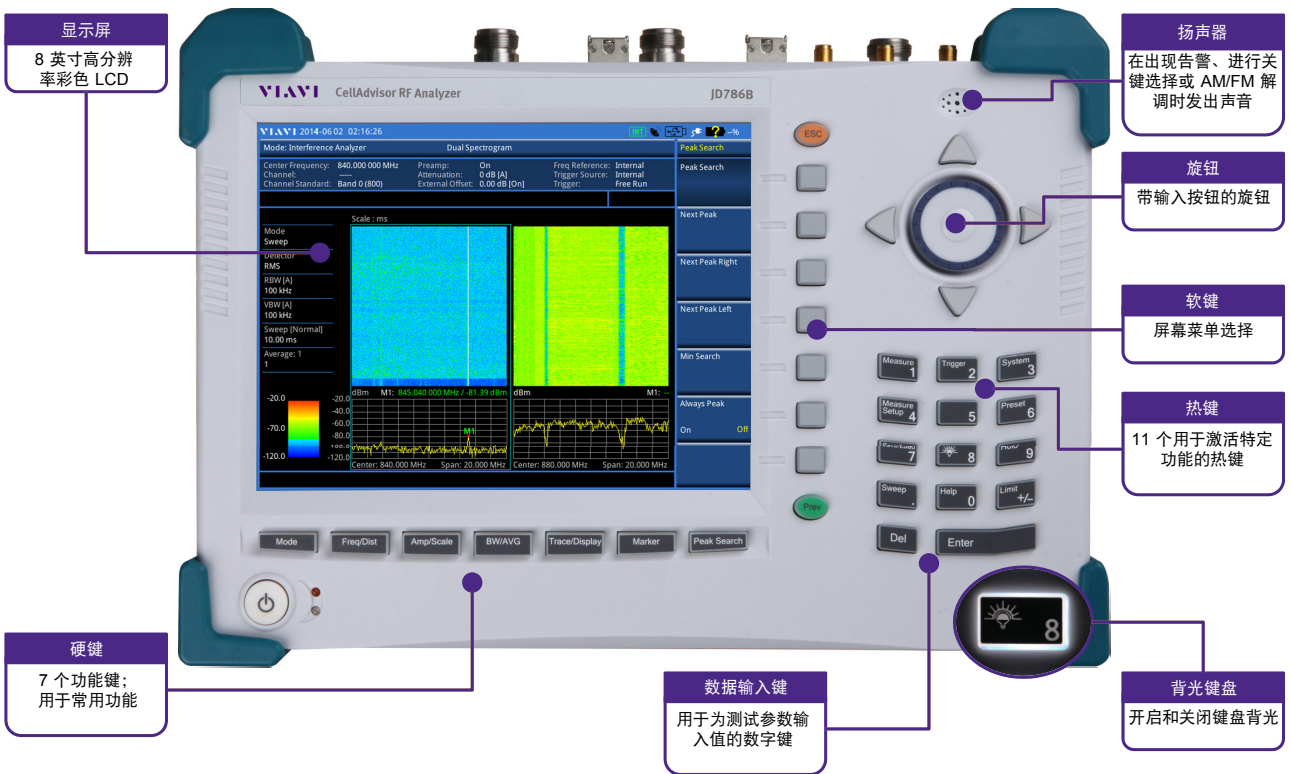 显示屏
8 英寸高分辨
率彩色 LCD
扬声器
在出现告警、进行关
键选择或 AM/FM 解
调时发出声音
旋钮
带输入按钮的旋钮
软键
屏幕菜单选择
热键
11 个用于激活特定
功能的热键
硬键
7 个功能键；
用于常用功能
数据输入键
用于为测试参数输
入值的数字键
背光键盘
开启和关闭键盘背光
VIAVI CellAdvisor RF Analyzer JD786B
VIAVI 2014-06 02 02:16:26 INT ? --%
Mode: Interference Analyzer Dual Spectrogram Peak Search
Center Frequency: 840.000 000 MHz Preamp: On Freq Reference: Internal
Channel: ----- Attenuation: 0 dB [A] Trigger Source: Internal
Channel Standard: Band 0 (800) External Offset: 0.00 dB [On] Trigger: Free Run
Scale : ms
Mode
Sweep
Detector
RMS
RBW [A]
100 kHz
VBW [A]
100 kHz
Sweep [Normal]
10.00 ms
Average: 1
1
-20.0
-70.0
-120.0
dBm M1: 845.040 000 MHz / -81.39 dBm
dBm M1: --
-20.0
-40.0
-60.0
-80.0
-120.0
M1
Center: 840.000 MHz Span: 20.000 MHz
Center: 880.000 MHz Span: 20.000 MHz
Peak Search
Next Peak
Next Peak Right
Next Peak Left
Min Search
Always Peak
On Off
ESC
Prev
Measure 1
Trigger 2
System 3
Measure
Setup 4
5
Preset 6
7
8
9
Sweep .
Help 0
Limit +/-
Del
Enter
Mode
Freq/Dist
Amp/Scale
BW/AVG
Trace/Display
Marker
Peak Search
8